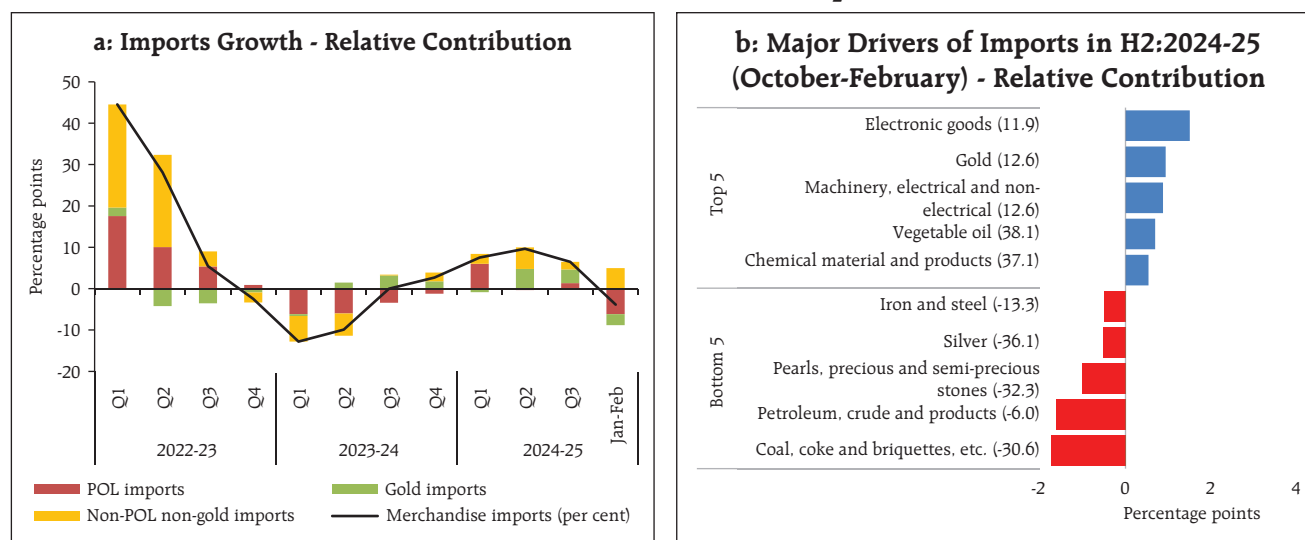 a: Imports Growth - Relative Contribution
Percentage points
50
40
30
20
10
0
-10
-20
Q1
Q2
Q3
Q4
Q1
Q2
Q3
Q4
Q1
Q2
Q3
Jan-Feb
2022-23
2023-24
2024-25
POL imports
Gold imports
Non-POL non-gold imports
Merchandise imports (per cent)
b: Major Drivers of Imports in H2:2024-25
(October-February) - Relative Contribution
Top 5
Electronic goods (11.9)
Gold (12.6)
Machinery, electrical and non-
electrical (12.6)
Vegetable oil (38.1)
Chemical material and products (37.1)
Bottom 5
Iron and steel (-13.3)
Silver (-36.1)
Pearls, precious and semi-precious
stones (-32.3)
Petroleum, crude and products (-6.0)
Coal, coke and briquettes, etc. (-30.6)
-2
0
2
4
Percentage points